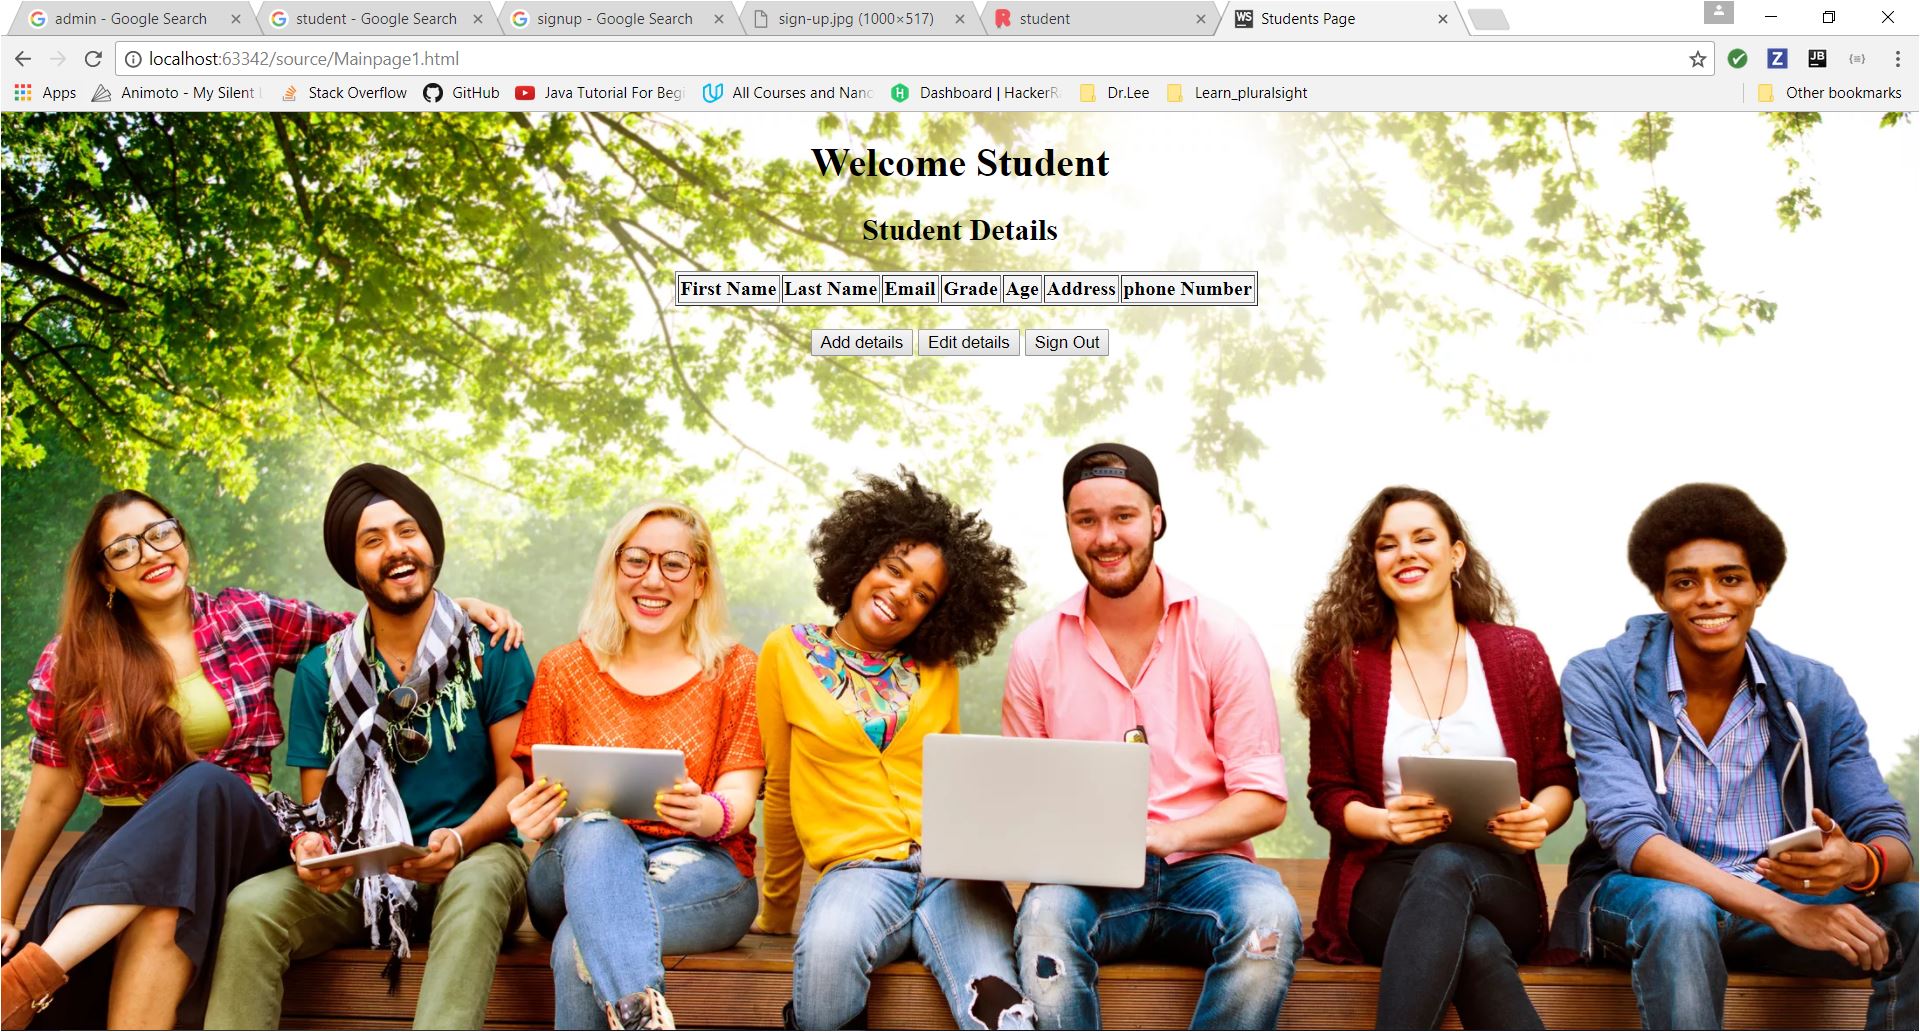 admin - Google Search
student - Google Search
signup - Google Search
sign-up.jpg (1000×517)
student
WS Students Page
localhost:63342/source/Mainpage1.html
Z
JB
Apps
Animoto - My Silent
Stack Overflow
GitHub
Java Tutorial For Begi
All Courses and Nano
Dashboard | HackerR
Dr.Lee
Learn_pluralsight
Other bookmarks
Welcome Student
Student Details
First Name Last Name Email Grade Age Address phone Number
Add details Edit details Sign Out